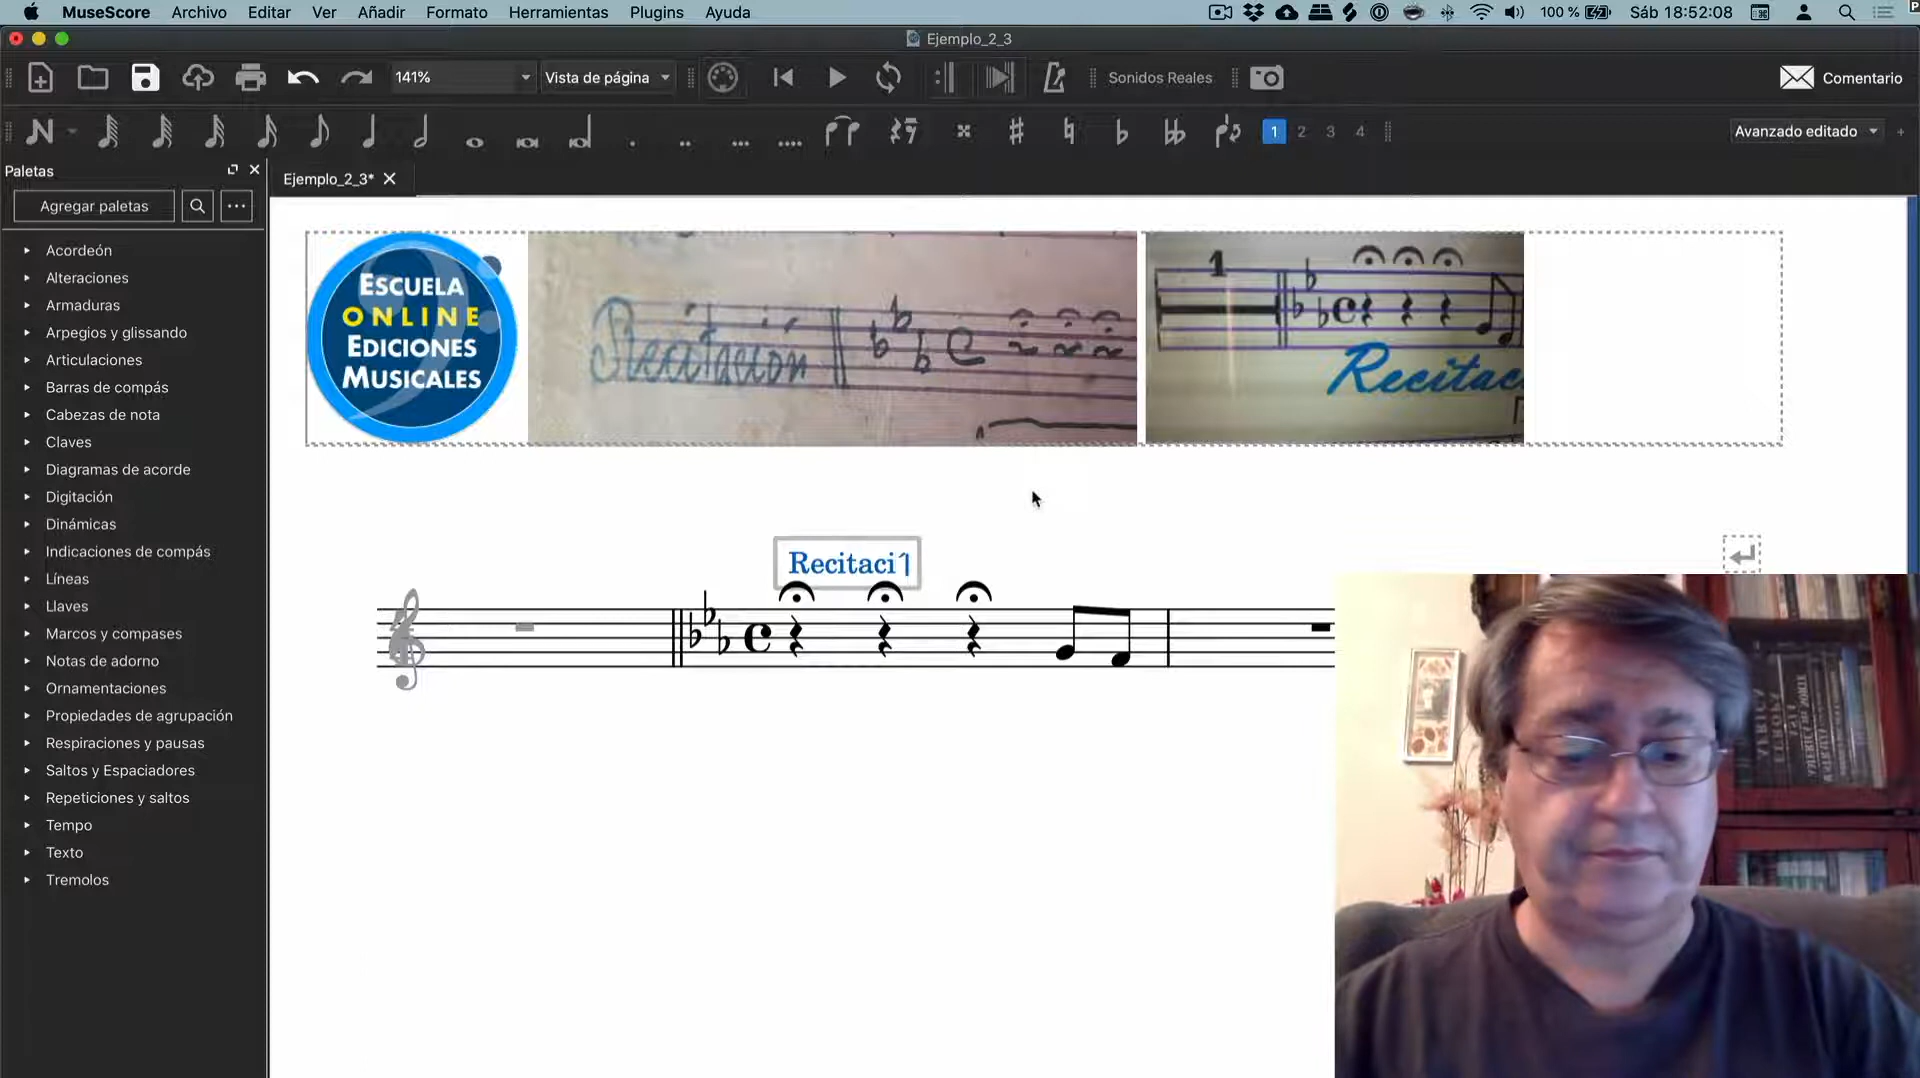 MuseScore Archivo Editar Ver Añadir Formato Herramientas Plugins Ayuda 100 % Sáb 18:52:08
Ejemplo_2_3
141% Vista de página Sonidos Reales Comentario
1 2 3 4 Avanzado editado
Paletas
Ejemplo_2_3*
Agregar paletas
Acordeón
Alteraciones
Armaduras
Arpegios y glissando
Articulaciones
Barras de compás
Cabezas de nota
Claves
Diagramas de acorde
Digitación
Dinámicas
Indicaciones de compás
Líneas
Llaves
Marcos y compases
Notas de adorno
Ornamentaciones
Propiedades de agrupación
Respiraciones y pausas
Saltos y Espaciadores
Repeticiones y saltos
Tempo
Texto
Tremolos
ESCUELA
ONLINE
EDICIONES
MUSICALES
Recitación
1
Recitac
Recitaci´